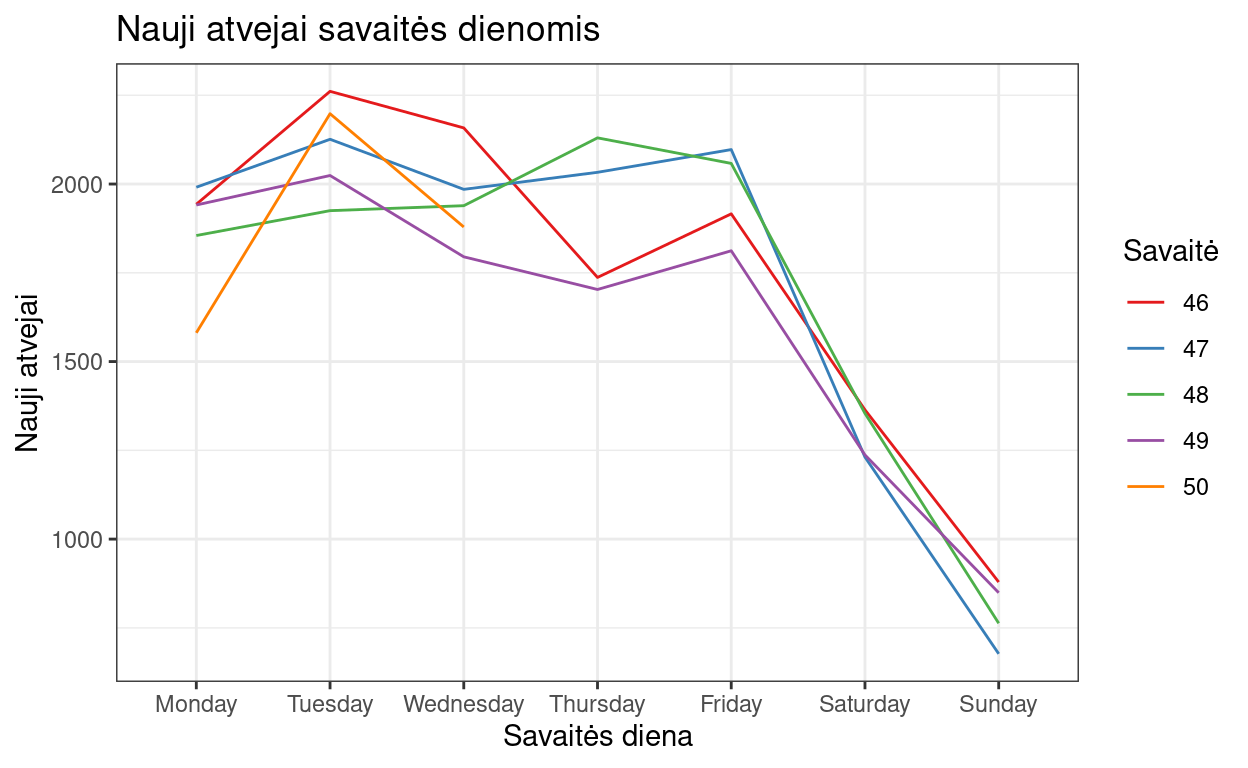 Nauji atvejai savaitės dienomis
Nauji atvejai
2000
1500
1000
Monday Tuesday Wednesday Thursday Friday Saturday Sunday
Savaitės diena
Savaitė
46
47
48
49
50